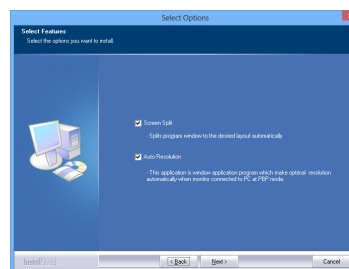 Select Options
Select Features
Select the options you want to install.
Screen Split
- Splits program window to the desired layout automatically.
Auto Resolution
- This application is window application program which make optimal resolution
automatically when monitor connected to PC at PBP mode.
InstallShield
< Back
Next >
Cancel